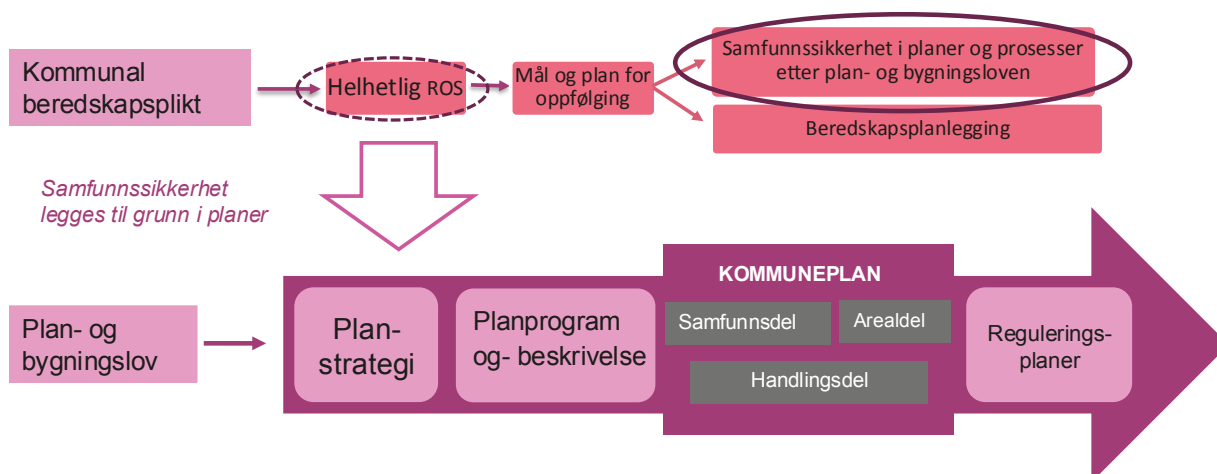 Kommunal
beredskapsplikt
Helhetlig ROS
Mål og plan for
oppfølging
Samfunnssikkerhet i planer og prosesser
etter plan- og bygningsloven
Beredskapsplanlegging
Samfunnssikkerhet
legges til grunn i planer
Plan- og
bygningslov
Plan-
strategi
Planprogram
og- beskrivelse
KOMMUNEPLAN
Samfunnsdel
Arealdel
Handlingsdel
Regulerings-
planer